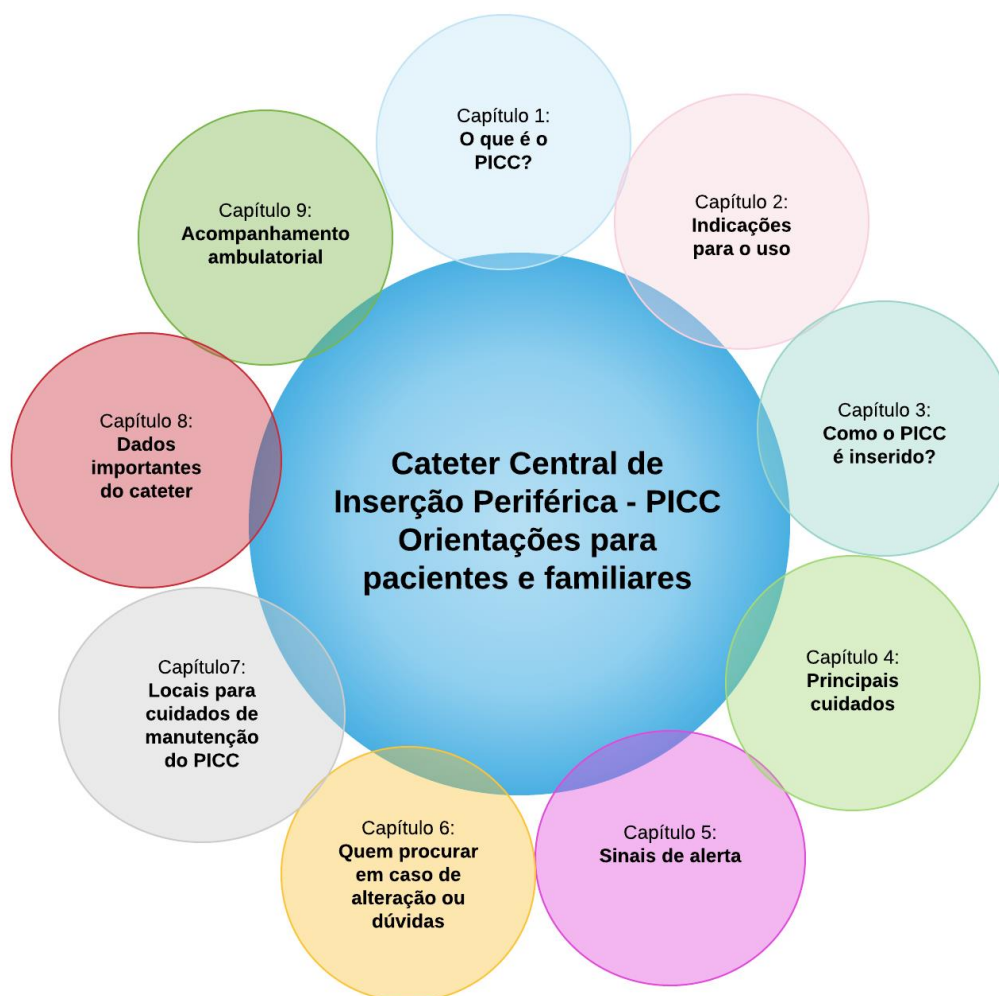 Cateter Central de
Inserção Periférica - PICC
Orientações para
pacientes e familiares
Capítulo 1:
O que é o
PICC?
Capítulo 2:
Indicações
para o uso
Capítulo 3:
Como o PICC
é inserido?
Capítulo 4:
Principais
cuidados
Capítulo 5:
Sinais de alerta
Capítulo 6:
Quem procurar
em caso de
alteração ou
dúvidas
Capítulo7:
Locais para
cuidados de
manutenção
do PICC
Capítulo 8:
Dados
importantes
do cateter
Capítulo 9:
Acompanhamento
ambulatorial